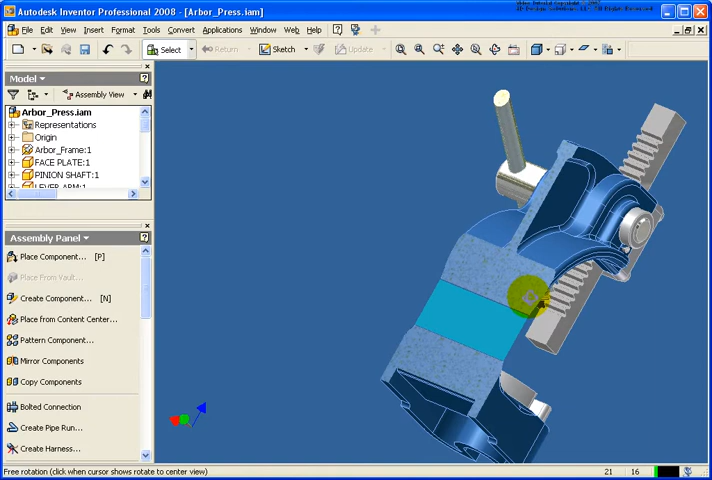 Autodesk Inventor Professional 2008 - [Arbor_Press.iam]
File Edit View Insert Format Tools Convert Applications Window Web Help
Select Return Sketch Update
Model
Assembly View
Arbor_Press.iam
Representations
Origin
Arbor_Frame:1
FACE PLATE:1
PINION SHAFT:1
LEVER ARM:1
Assembly Panel
Place Component... [P]
Place From Vault...
Create Component... [N]
Place from Content Center...
Pattern Component...
Mirror Components
Copy Components
Bolted Connection
Create Pipe Run...
Create Harness...
Free rotation (click when cursor shows rotate to center view) 21 16